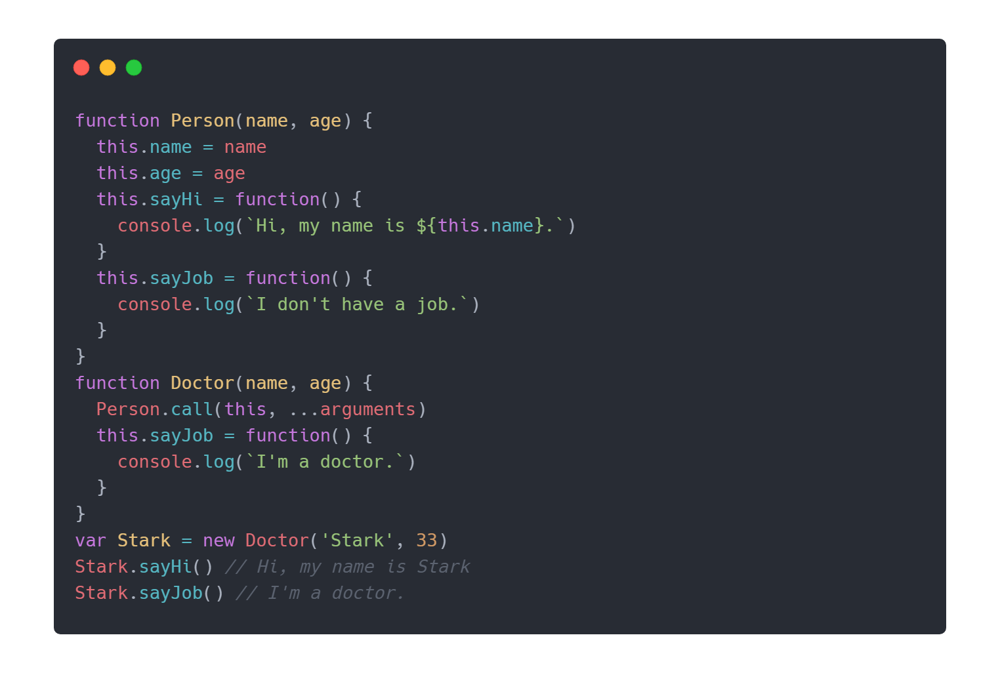 function Person(name, age) {
  this.name = name
  this.age = age
  this.sayHi = function() {
    console.log(`Hi, my name is ${this.name}.`)
  }
  this.sayJob = function() {
    console.log(`I don't have a job.`)
  }
}
function Doctor(name, age) {
  Person.call(this, ...arguments)
  this.sayJob = function() {
    console.log(`I'm a doctor.`)
  }
}
var Stark = new Doctor('Stark', 33)
Stark.sayHi() // Hi, my name is Stark
Stark.sayJob() // I'm a doctor.